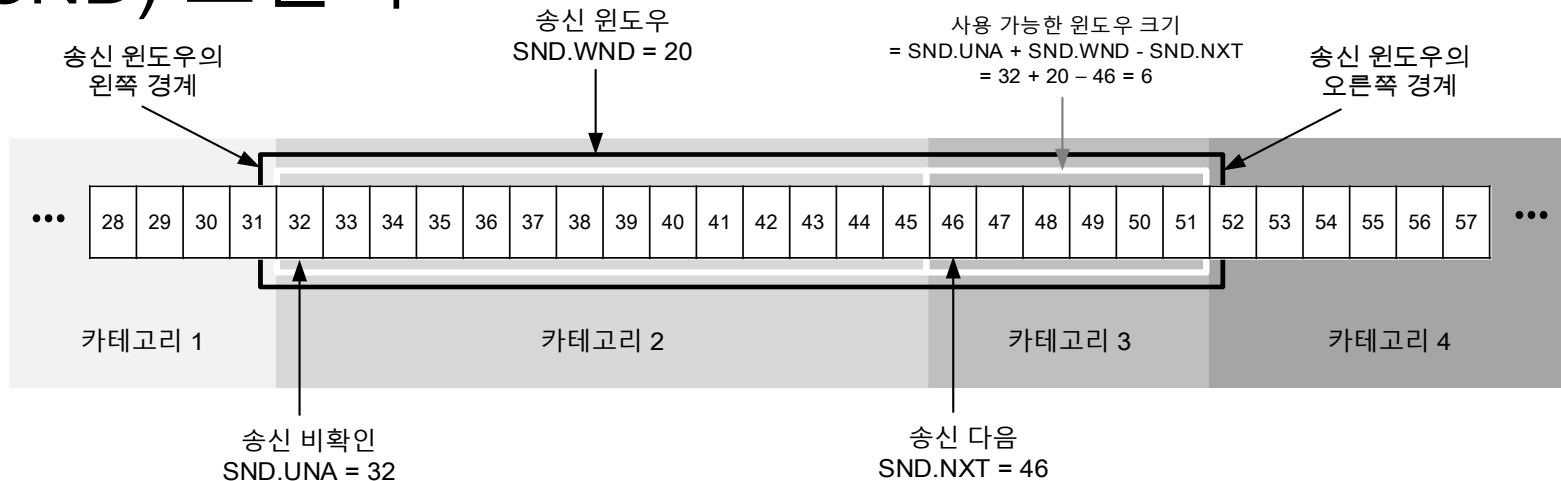 송신 윈도우
SND.WND = 20
사용 가능한 윈도우 크기
= SND.UNA + SND.WND - SND.NXT
= 32 + 20 – 46 = 6
송신 윈도우의
왼쪽 경계
송신 윈도우의
오른쪽 경계
••• 28 29 30 31 32 33 34 35 36 37 38 39 40 41 42 43 44 45 46 47 48 49 50 51 52 53 54 55 56 57 •••
카테고리 1 카테고리 2 카테고리 3 카테고리 4
송신 비확인
SND.UNA = 32
송신 다음
SND.NXT = 46